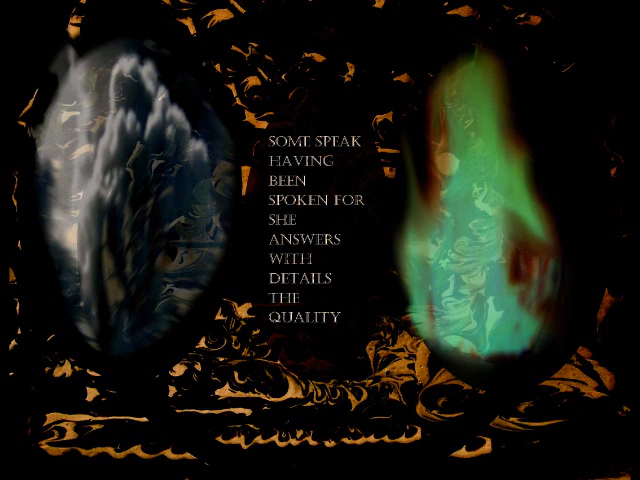 SOME SPEAK
HAVING
BEEN
SPOKEN FOR
SHE
ANSWERS
WITH
DETAILS
THE
QUALITY